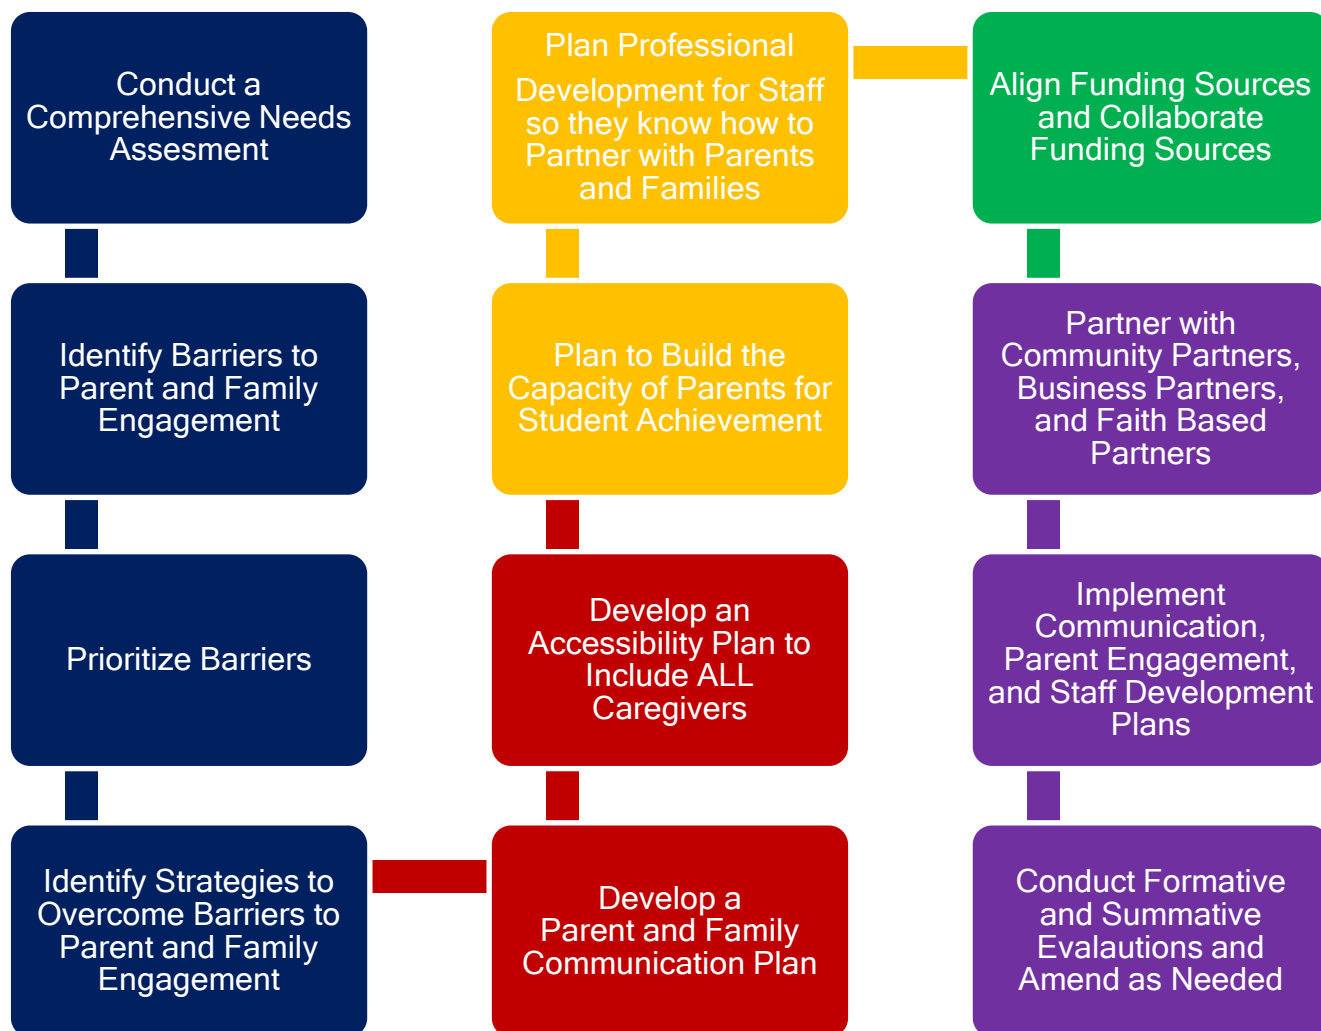 Conduct a
Comprehensive Needs
Assesment
Identify Barriers to
Parent and Family
Engagement
Prioritize Barriers
Identify Strategies to
Overcome Barriers to
Parent and Family
Engagement
Develop a
Parent and Family
Communication Plan
Develop an
Accessibility Plan to
Include ALL
Caregivers
Plan to Build the
Capacity of Parents for
Student Achievement
Plan Professional
Development for Staff
so they know how to
Partner with Parents
and Families
Align Funding Sources
and Collaborate
Funding Sources
Partner with
Community Partners,
Business Partners,
and Faith Based
Partners
Implement
Communication,
Parent Engagement,
and Staff Development
Plans
Conduct Formative
and Summative
Evalautions and
Amend as Needed